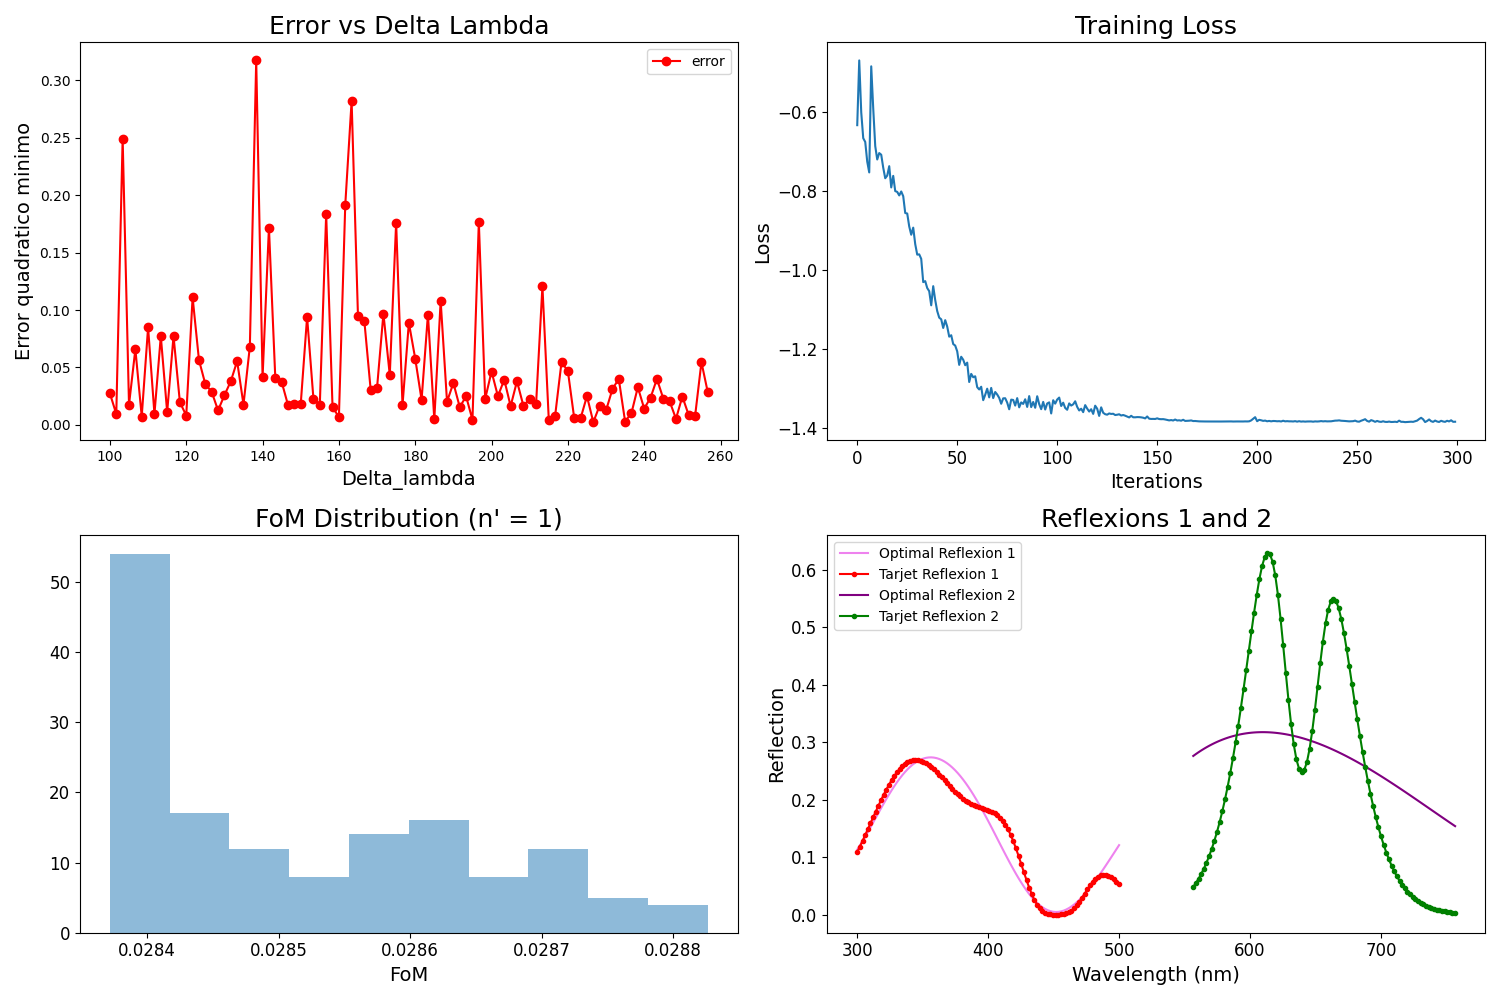 Error vs Delta Lambda
error
Error quadratico minimo
0.30
0.25
0.20
0.15
0.10
0.05
0.00
100 120 140 160 180 200 220 240 260
Delta_lambda
Training Loss
Loss
−0.6
−0.8
−1.0
−1.2
−1.4
0 50 100 150 200 250 300
Iterations
FoM Distribution (n' = 1)
50
40
30
20
10
0
0.0284 0.0285 0.0286 0.0287 0.0288
FoM
Reflexions 1 and 2
Optimal Reflexion 1
Tarjet Reflexion 1
Optimal Reflexion 2
Tarjet Reflexion 2
Reflection
0.6
0.5
0.4
0.3
0.2
0.1
0.0
300 400 500 600 700
Wavelength (nm)